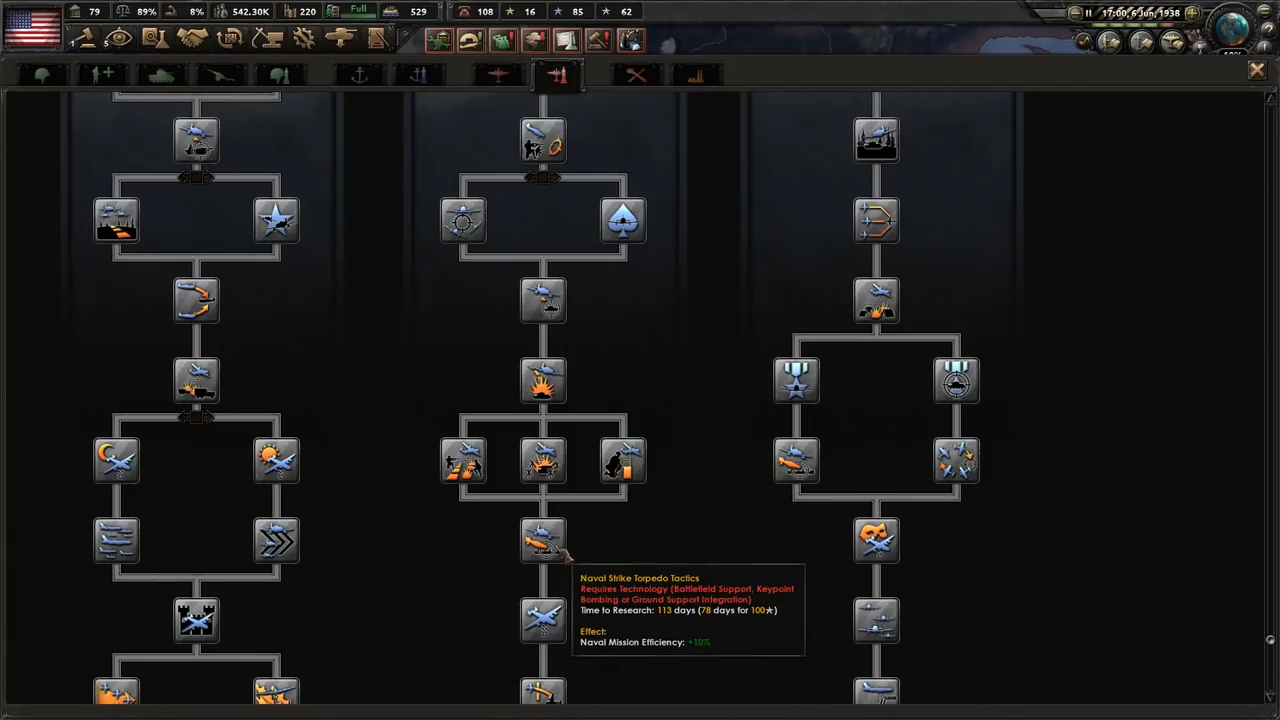 79 89% 8% 542.30K 220 Full 529 108 16 85 62 17:00, 6 Jun, 1938
1
Naval Strike Torpedo Tactics
Requires Technology (Battlefield Support, Keypoint
Bombing or Ground Support Integration)
Time to Research: 113 days (78 days for 100★)
Effect:
Naval Mission Efficiency: +10%